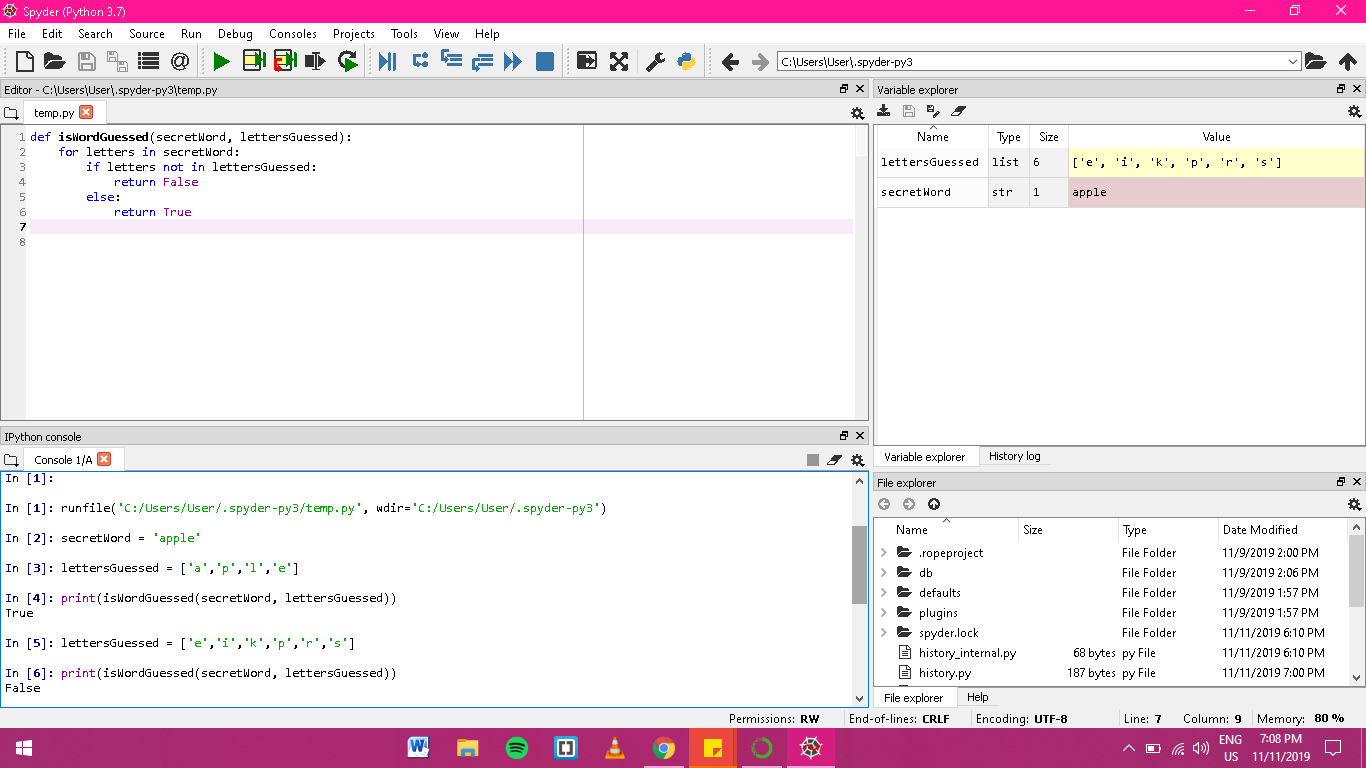 Spyder (Python 3.7)
File Edit Search Source Run Debug Consoles Projects Tools View Help
C:\Users\User\.spyder-py3
Editor - C:\Users\User\.spyder-py3\temp.py
temp.py
1 def isWordGuessed(secretWord, lettersGuessed):
2     for letters in secretWord:
3         if letters not in lettersGuessed:
4             return False
5         else:
6             return True
7
8
Variable explorer
Name Type Size Value
lettersGuessed list 6 ['e', 'i', 'k', 'p', 'r', 's']
secretWord str 1 apple
Variable explorer History log
IPython console
Console 1/A
In [1]:
In [1]: runfile('C:/Users/User/.spyder-py3/temp.py', wdir='C:/Users/User/.spyder-py3')
In [2]: secretWord = 'apple'
In [3]: lettersGuessed = ['a','p','l','e']
In [4]: print(isWordGuessed(secretWord, lettersGuessed))
True
In [5]: lettersGuessed = ['e','i','k','p','r','s']
In [6]: print(isWordGuessed(secretWord, lettersGuessed))
False
File explorer
Name Size Type Date Modified
.ropeproject File Folder 11/9/2019 2:00 PM
db File Folder 11/9/2019 2:06 PM
defaults File Folder 11/9/2019 1:57 PM
plugins File Folder 11/9/2019 1:57 PM
spyder.lock File Folder 11/11/2019 6:10 PM
history_internal.py 68 bytes py File 11/11/2019 6:10 PM
history.py 187 bytes py File 11/11/2019 7:00 PM
File explorer Help
Permissions: RW End-of-lines: CRLF Encoding: UTF-8 Line: 7 Column: 9 Memory: 80 %
ENG 7:08 PM
US 11/11/2019